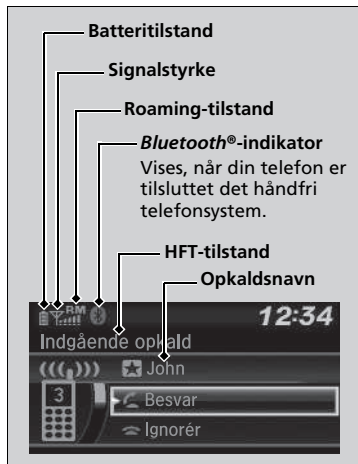 Batteritilstand
Signalstyrke
Roaming-tilstand
Bluetooth®-indikator
Vises, når din telefon er
tilsluttet det håndfri
telefonsystem.
HFT-tilstand
Opkaldsnavn
RM
12:34
Indgående opkald
John
3
Besvar
Ignorér